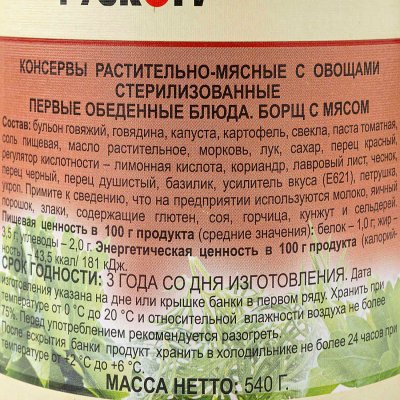 КОНСЕРВЫ РАСТИТЕЛЬНО-МЯСНЫЕ С ОВОЩАМИ
СТЕРИЛИЗОВАННЫЕ
ПЕРВЫЕ ОБЕДЕННЫЕ БЛЮДА. БОРЩ С МЯСОМ
Состав: бульон говяжий, говядина, капуста, картофель, свекла, паста томатная,
соль пищевая, масло растительное, морковь, лук, сахар, перец красный,
регулятор кислотности – лимонная кислота, кориандр, лавровый лист, чеснок,
перец черный, перец душистый, базилик, усилитель вкуса (Е621), петрушка,
укроп. Примите к сведению, что на предприятии используются молоко, яичный
порошок, злаки, содержащие глютен, соя, горчица, кунжут и сельдерей.
Пищевая ценность в 100 г продукта (средние значения): белок – 1,0 г; жир –
3,5 г, углеводы – 2,0 г. Энергетическая ценность в 100 г продукта (калорий-
ность) – 43,5 ккал/ 181 кДж.
СРОК ГОДНОСТИ: 3 ГОДА СО ДНЯ ИЗГОТОВЛЕНИЯ. Дата
изготовления указана на дне или крышке банки в первом ряду. Хранить при
температуре от 0 °С до 20 °С и относительной влажности воздуха не более
75%. Перед употреблением рекомендуется разогреть.
После вскрытия банки продукт хранить в холодильнике не более 24 часов при
температуре от +2 °С до +6 °С.
МАССА НЕТТО: 540 Г.